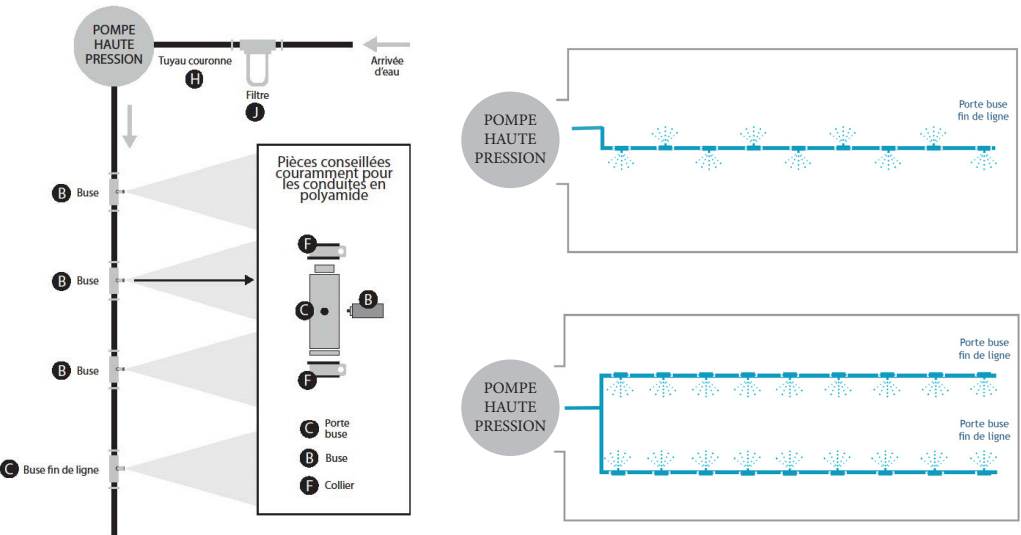 POMPE
HAUTE
PRESSION
Tuyau couronne
H
Filtre
J
Arrivée
d'eau
B Buse
B Buse
B Buse
C Buse fin de ligne
Pièces conseillées
couramment pour
les conduites en
polyamide
F
C
B
F
C Porte
buse
B Buse
F Collier
POMPE
HAUTE
PRESSION
Porte buse
fin de ligne
POMPE
HAUTE
PRESSION
Porte buse
fin de ligne
Porte buse
fin de ligne